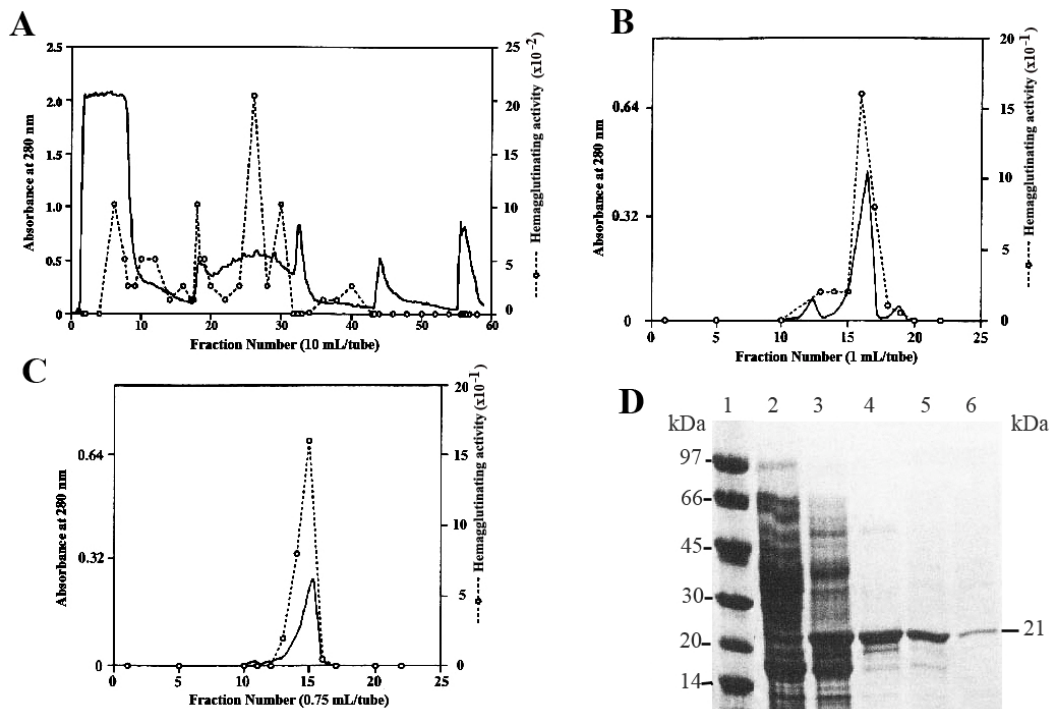 A
2.5
2.0
1.5
1.0
0.5
0.0
25
20
15
10
5
0
0 10 20 30 40 50 60
Absorbance at 280 nm
Hemagglutinating activity (x10-2)
Fraction Number (10 mL/tube)
B
0.64
0.32
0
20
15
10
5
0
0 5 10 15 20 25
Absorbance at 280 nm
Hemagglutinating activity (x10-1)
Fraction Number (1 mL/tube)
C
0.64
0.32
0
20
15
10
5
0
0 5 10 15 20 25
Absorbance at 280 nm
Hemagglutinating activity (x10-1)
Fraction Number (0.75 mL/tube)
D
1 2 3 4 5 6
kDa
kDa
97
66
45
30
20
14
21